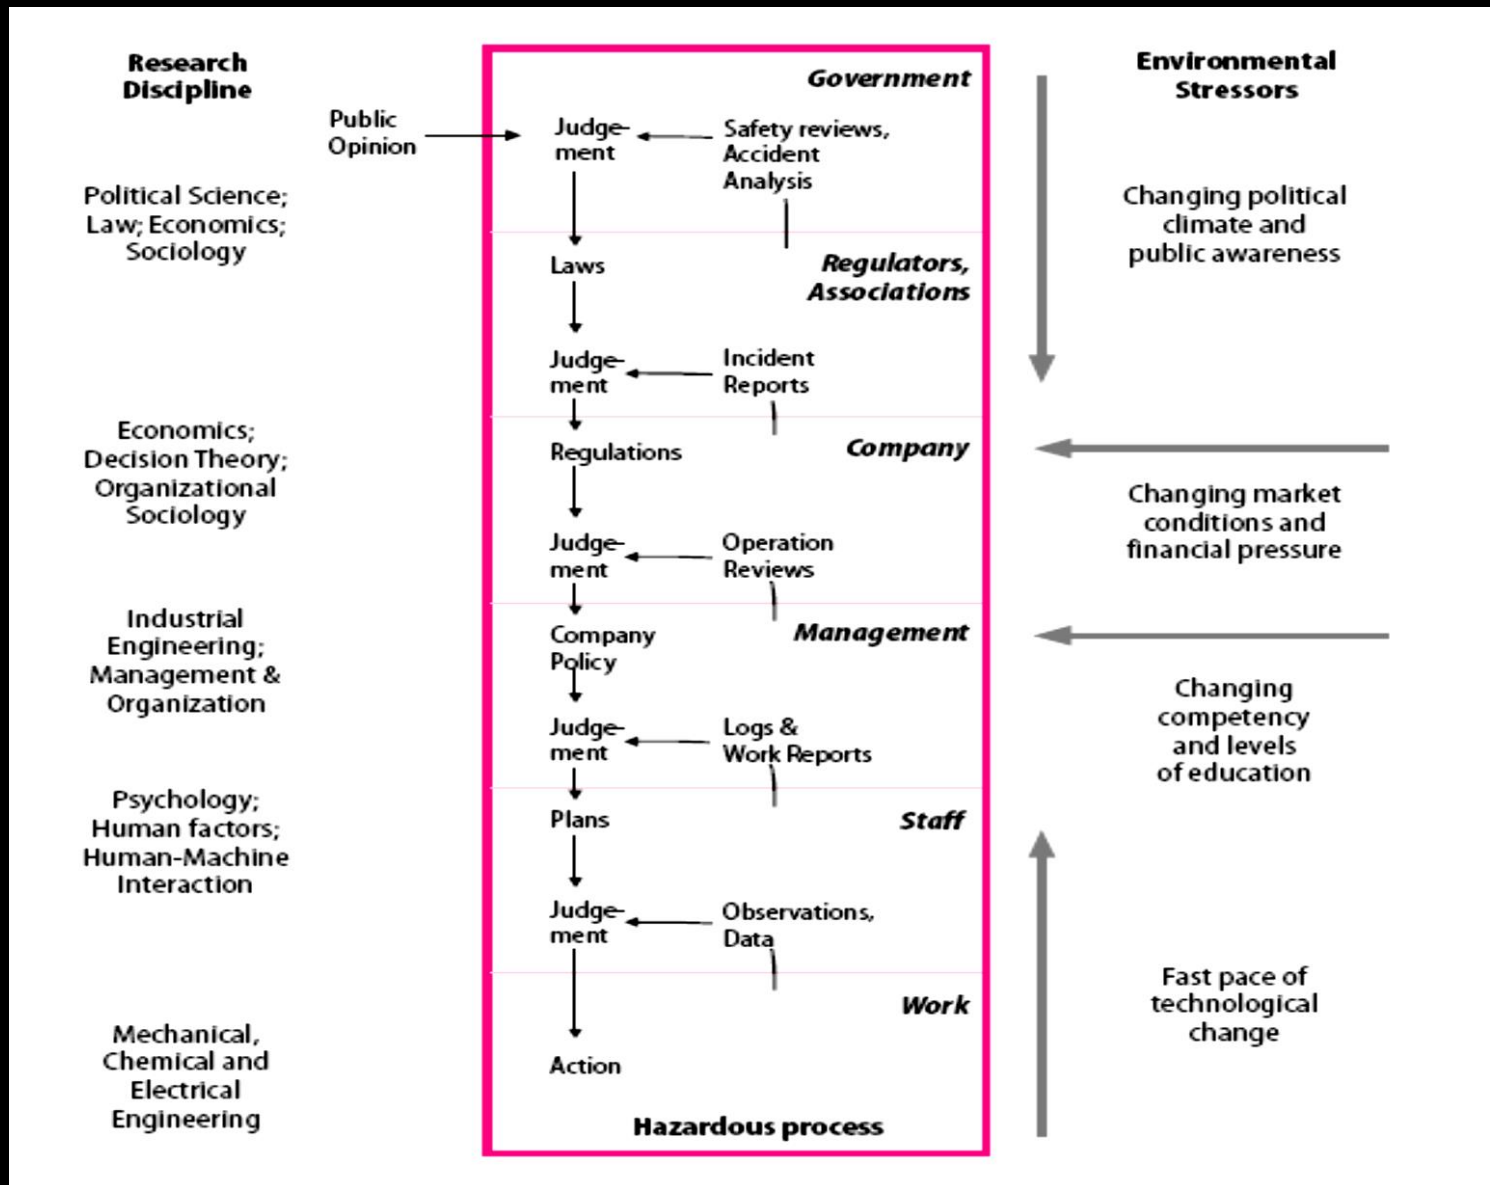 Research
Discipline
Political Science;
Law; Economics;
Sociology
Economics;
Decision Theory;
Organizational
Sociology
Industrial
Engineering;
Management &
Organization
Psychology;
Human factors;
Human-Machine
Interaction
Mechanical,
Chemical and
Electrical
Engineering
Public
Opinion
Government
Judge-
ment
Safety reviews,
Accident
Analysis
Laws
Regulators,
Associations
Judge-
ment
Incident
Reports
Regulations
Company
Judge-
ment
Operation
Reviews
Company
Policy
Management
Judge-
ment
Logs &
Work Reports
Plans
Staff
Judge-
ment
Observations,
Data
Work
Action
Hazardous process
Environmental
Stressors
Changing political
climate and
public awareness
Changing market
conditions and
financial pressure
Changing
competency
and levels
of education
Fast pace of
technological
change